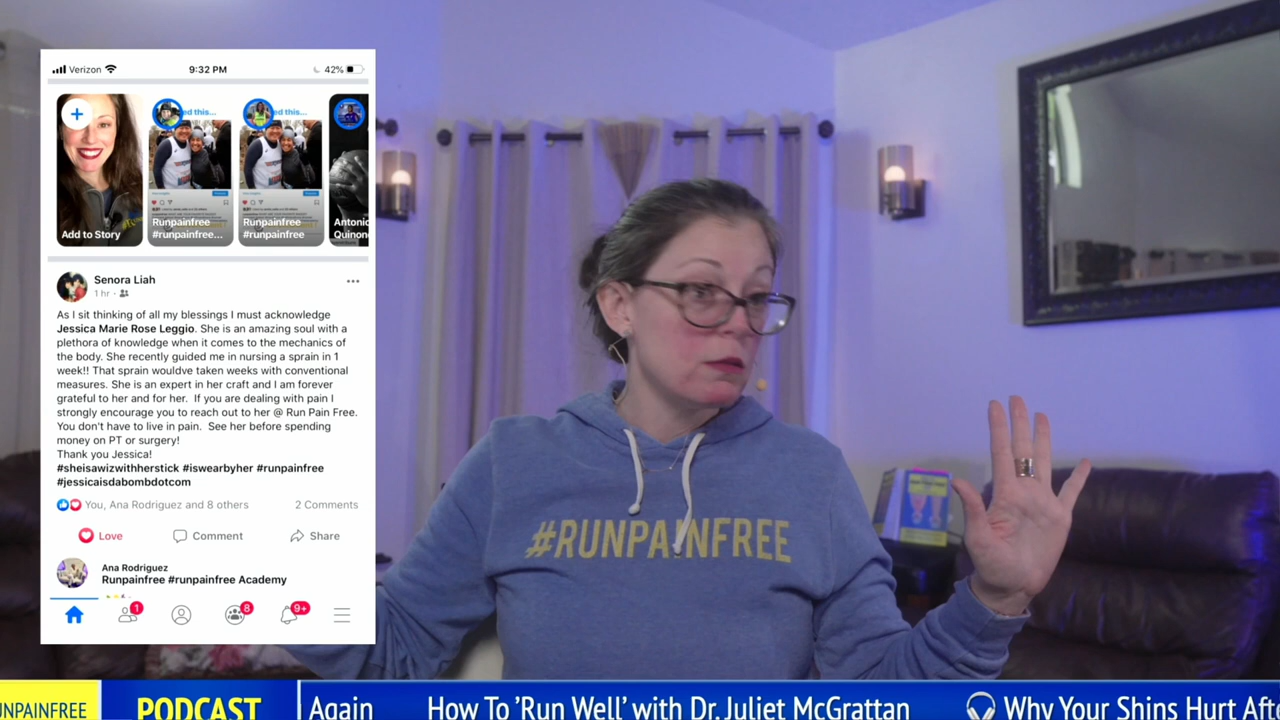 Verizon
9:32 PM
42%
ed this...
ed this...
Add to Story
Runpainfree
#runpainfree...
Runpainfree
#runpainfree
Antonio
Quinon
Senora Liah
1 hr ·
As I sit thinking of all my blessings I must acknowledge
Jessica Marie Rose Leggio. She is an amazing soul with a
plethora of knowledge when it comes to the mechanics of
the body. She recently guided me in nursing a sprain in 1
week!! That sprain wouldve taken weeks with conventional
measures. She is an expert in her craft and I am forever
grateful to her and for her. If you are dealing with pain I
strongly encourage you to reach out to her @ Run Pain Free.
You don't have to live in pain. See her before spending
money on PT or surgery!
Thank you Jessica!
#sheisawizwithherstick #iswearbyher #runpainfree
#jessicaisdabombdotcom
You, Ana Rodriguez and 8 others
2 Comments
Love
Comment
Share
Ana Rodriguez
Runpainfree #runpainfree Academy
1
8
9+
#RUNPAINFREE
UNPAINFREE
PODCAST
Again
How To 'Run Well' with Dr. Juliet McGrattan
Why Your Shins Hurt Afte